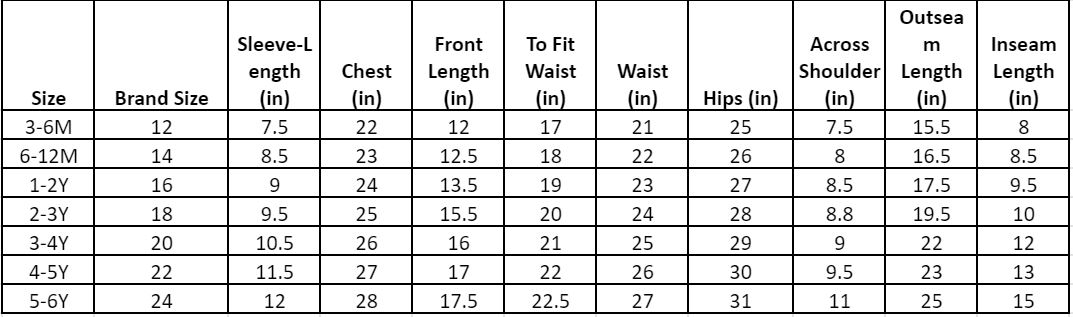 Size Brand Size Sleeve-L ength (in) Chest (in) Front Length (in) To Fit Waist (in) Waist (in) Hips (in) Across Shoulder (in) Outsea m Length (in) Inseam Length (in)
3-6M 12 7.5 22 12 17 21 25 7.5 15.5 8
6-12M 14 8.5 23 12.5 18 22 26 8 16.5 8.5
1-2Y 16 9 24 13.5 19 23 27 8.5 17.5 9.5
2-3Y 18 9.5 25 15.5 20 24 28 8.8 19.5 10
3-4Y 20 10.5 26 16 21 25 29 9 22 12
4-5Y 22 11.5 27 17 22 26 30 9.5 23 13
5-6Y 24 12 28 17.5 22.5 27 31 11 25 15